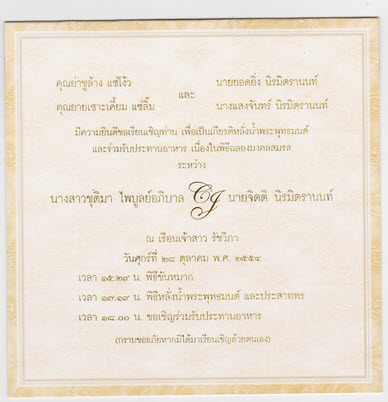 คุณย่าชูล้าง แซ่โง้ว และ นายยอดยิ่ง นิรมิตรานนท์
คุณยายเซาะเคี้ยม แซ่ลิ้ม นางแสงจันทร์ นิรมิตรานนท์
มีความยินดีขอเรียนเชิญท่าน เพื่อเป็นเกียรติหลั่งน้ำพระพุทธมนต์
และร่วมรับประทานอาหาร เนื่องในพิธีฉลองมงคลสมรส
ระหว่าง
นางสาวชุติมา ไพบูลย์อภิบาล CJ นายจิตติ นิรมิตรานนท์
ณ เรือนเจ้าสาว รัชวิภา
วันศุกร์ที่ ๒๘ ตุลาคม พ.ศ. ๒๕๕๔
เวลา ๑๕.๒๙ น. พิธีขันหมาก
เวลา ๑๗.๑๙ น. พิธีหลั่งน้ำพระพุทธมนต์ และประสาทพร
เวลา ๑๘.๐๐ น. ขอเชิญร่วมรับประทานอาหาร
(กราบขออภัยหากมิได้มาเรียนเชิญด้วยตนเอง)